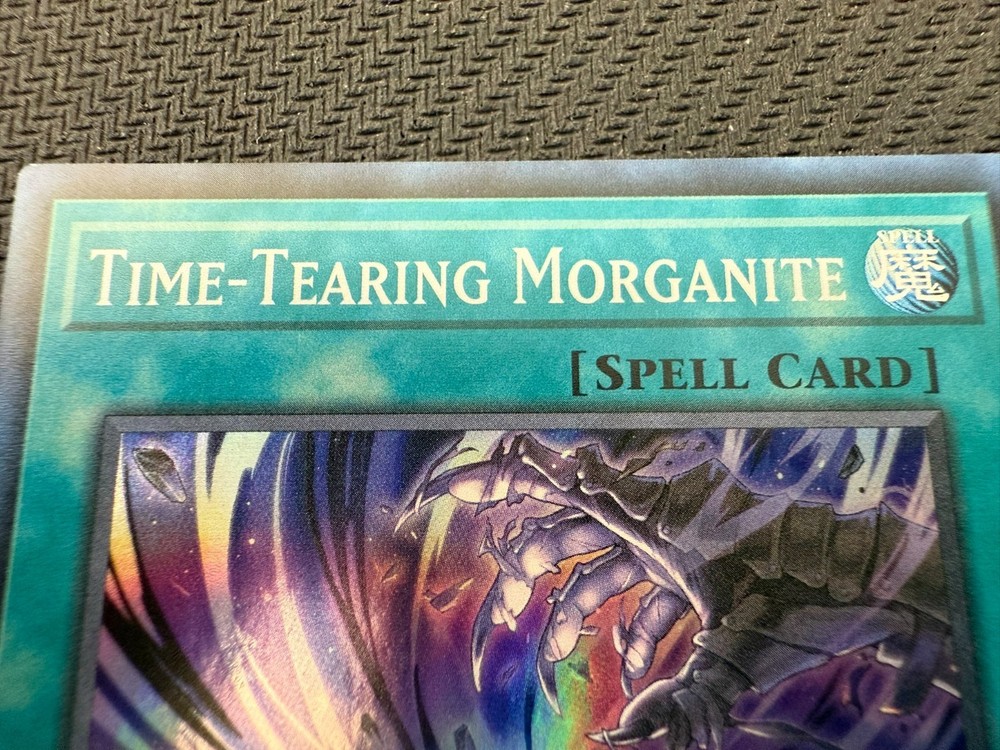 TIME-TEARING MORGANITE
SPELL
魔
[SPELL CARD]